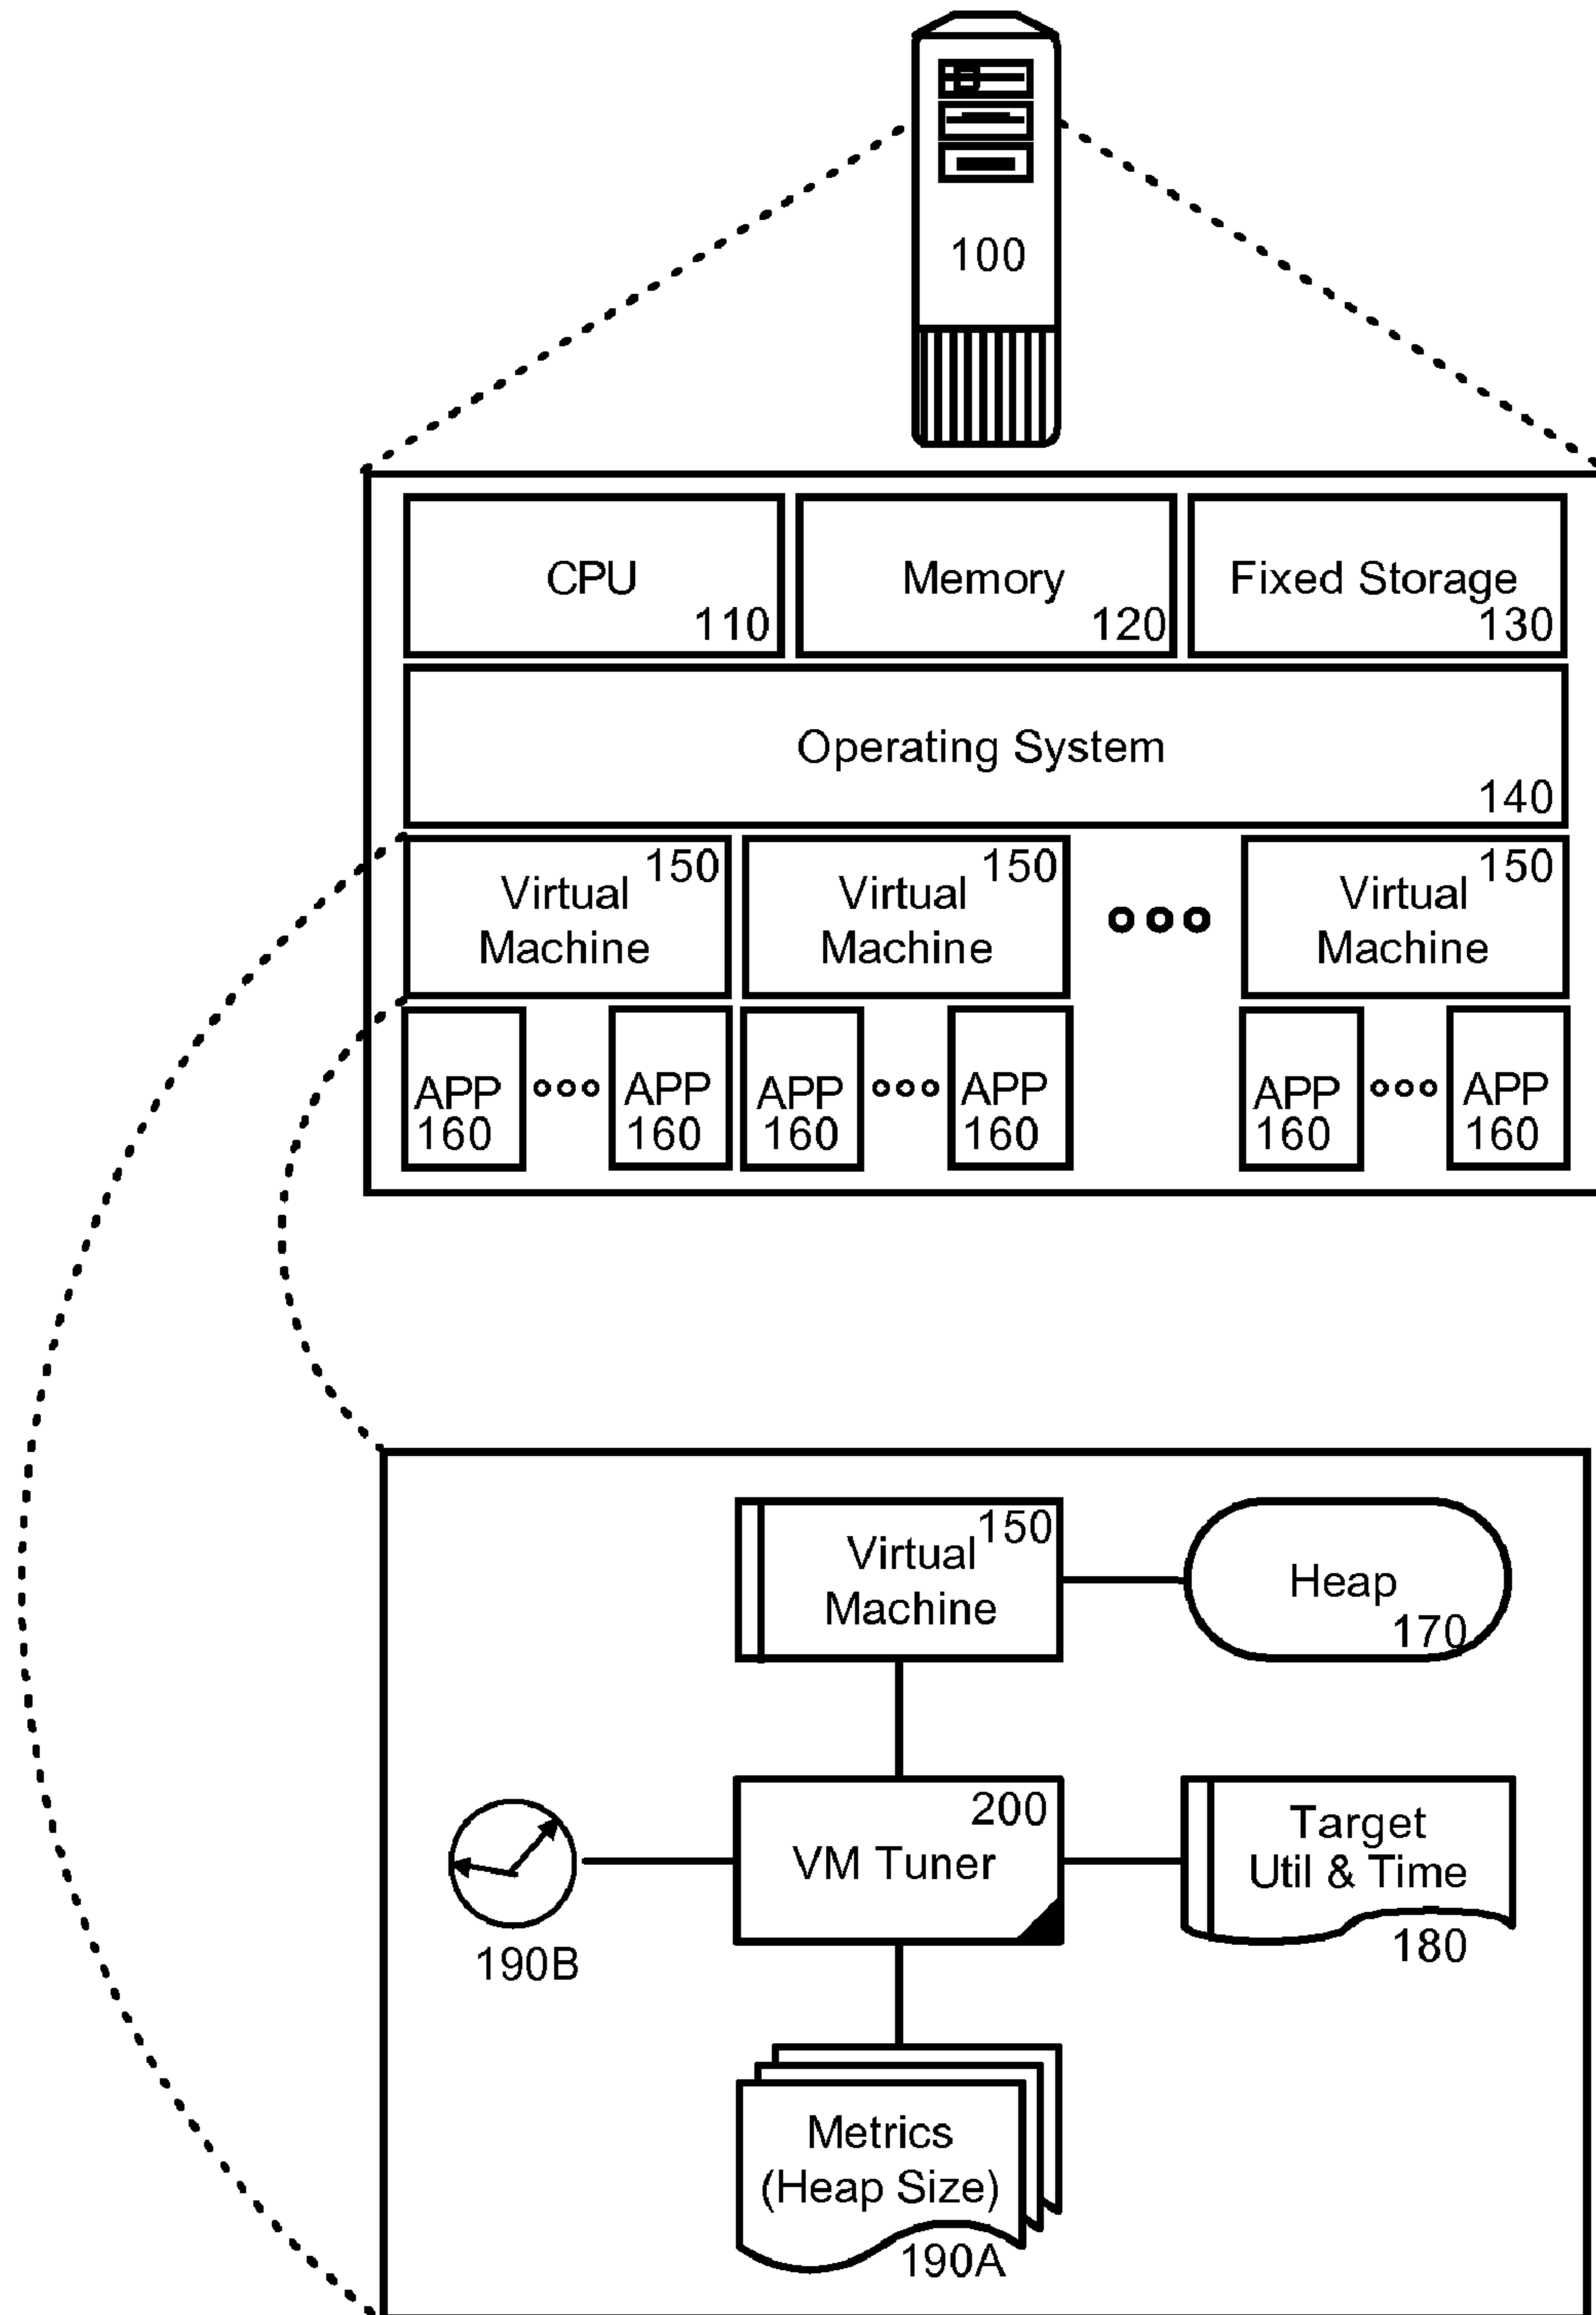 100
CPU
110
Memory
120
Fixed Storage
130
Operating System
140
Virtual
Machine
150
Virtual
Machine
150
Virtual
Machine
150
APP
160
APP
160
APP
160
APP
160
APP
160
APP
160
Virtual
Machine
150
Heap
170
200
VM Tuner
Target
Util & Time
180
190B
Metrics
(Heap Size)
190A